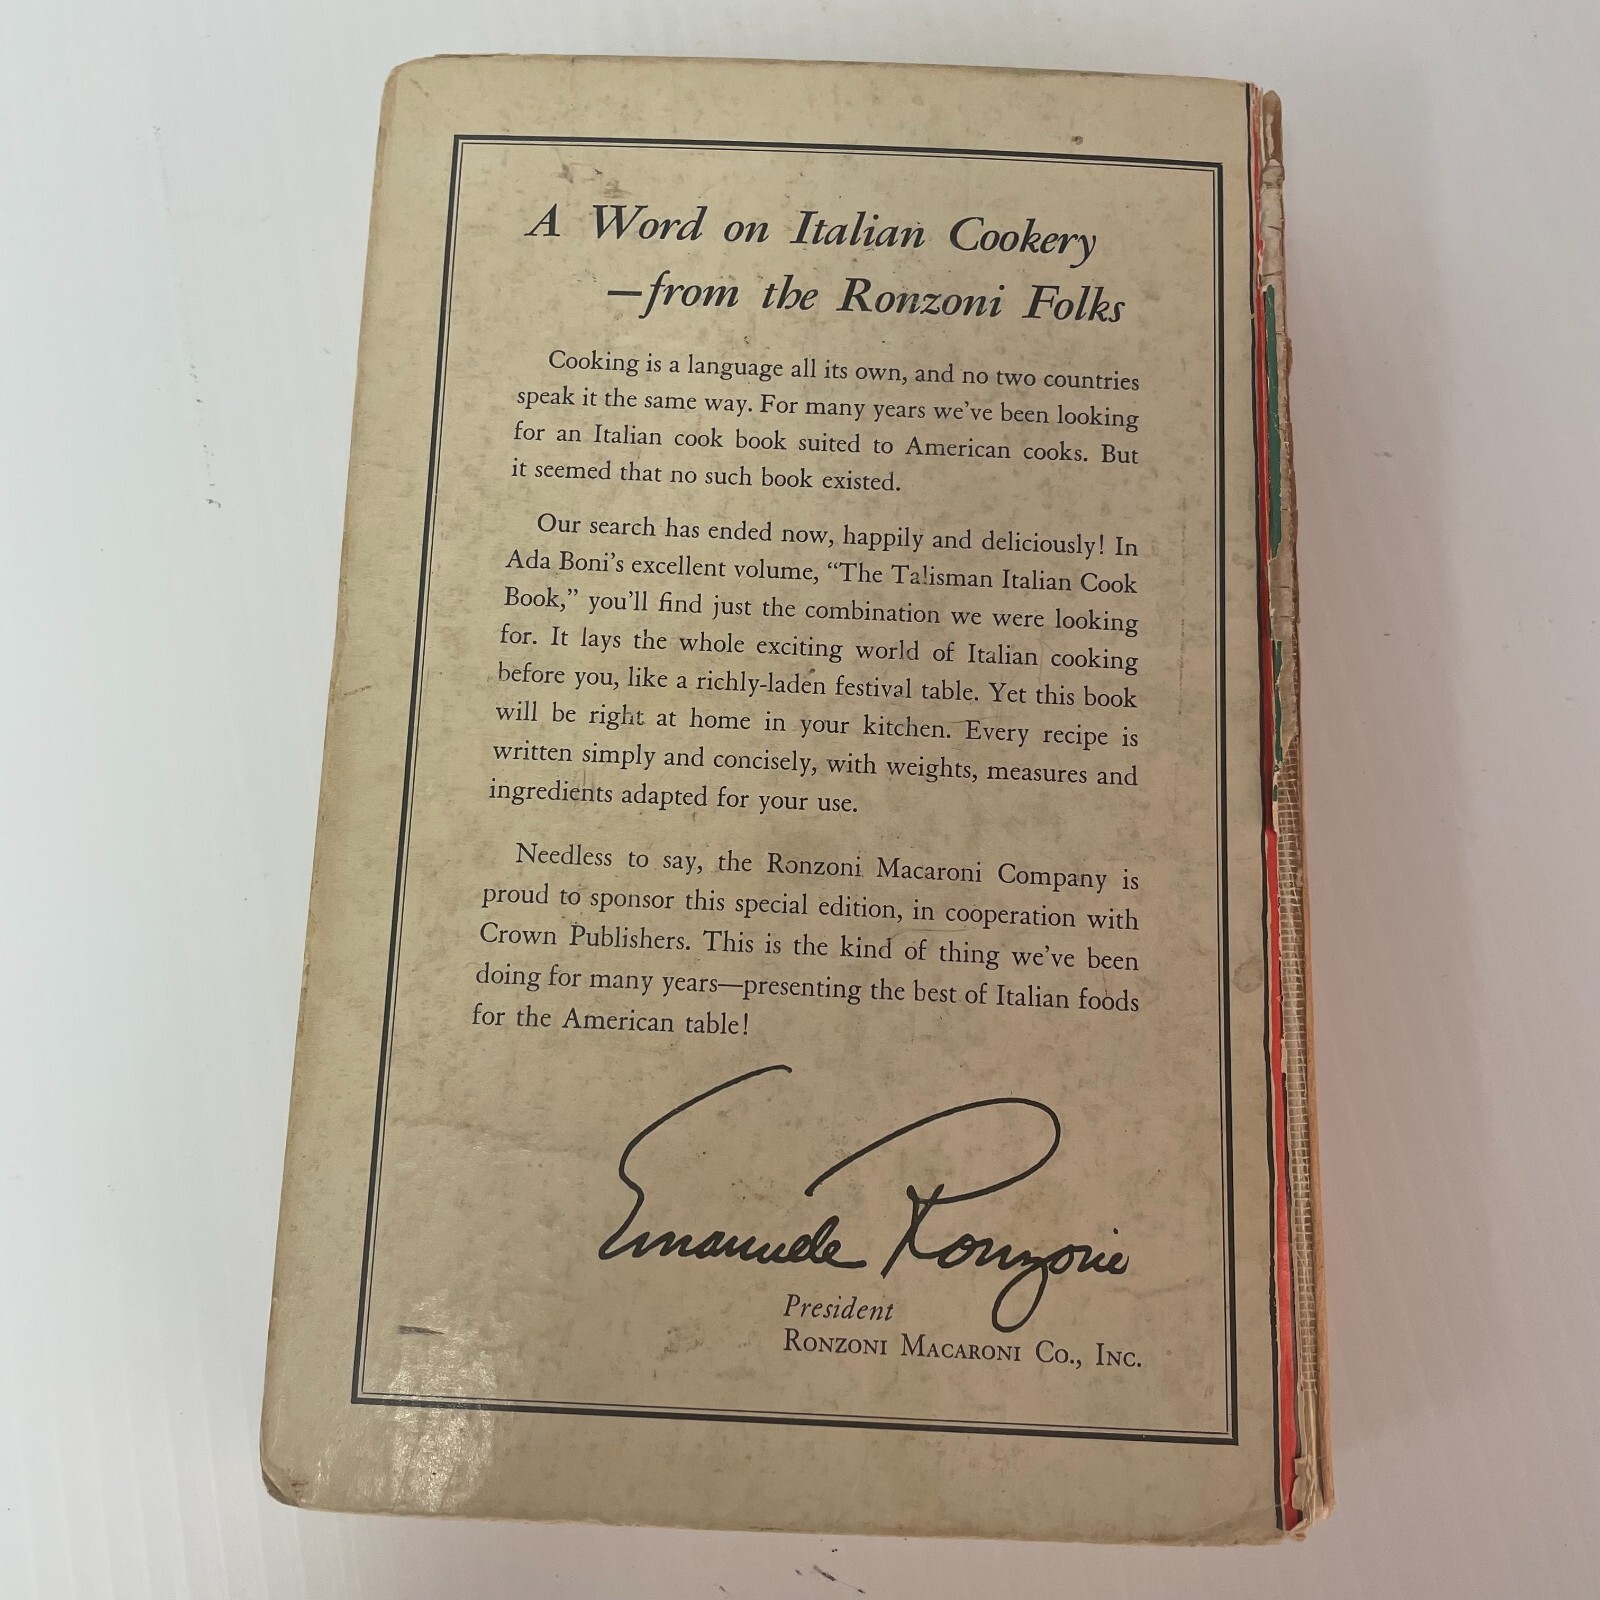 A Word on Italian Cookery
—from the Ronzoni Folks
Cooking is a language all its own, and no two countries
speak it the same way. For many years we've been looking
for an Italian cook book suited to American cooks. But
it seemed that no such book existed.
Our search has ended now, happily and deliciously! In
Ada Boni's excellent volume, “The Talisman Italian Cook
Book,” you'll find just the combination we were looking
for. It lays the whole exciting world of Italian cooking
before you, like a richly-laden festival table. Yet this book
will be right at home in your kitchen. Every recipe is
written simply and concisely, with weights, measures and
ingredients adapted for your use.
Needless to say, the Ronzoni Macaroni Company is
proud to sponsor this special edition, in cooperation with
Crown Publishers. This is the kind of thing we've been
doing for many years—presenting the best of Italian foods
for the American table!
Emanuele Ronzoni
President
RONZONI MACARONI CO., INC.